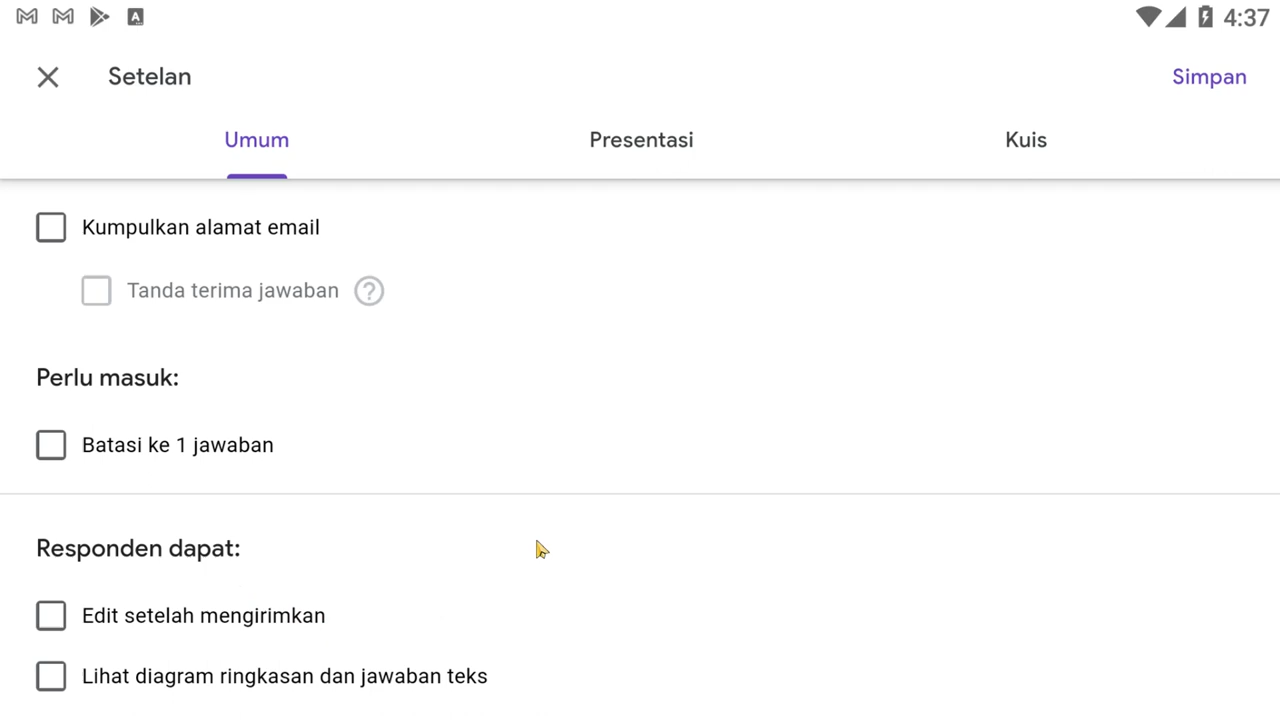 4:37
Setelan
Simpan
Umum
Presentasi
Kuis
Kumpulkan alamat email
Tanda terima jawaban ?
Perlu masuk:
Batasi ke 1 jawaban
Responden dapat:
Edit setelah mengirimkan
Lihat diagram ringkasan dan jawaban teks